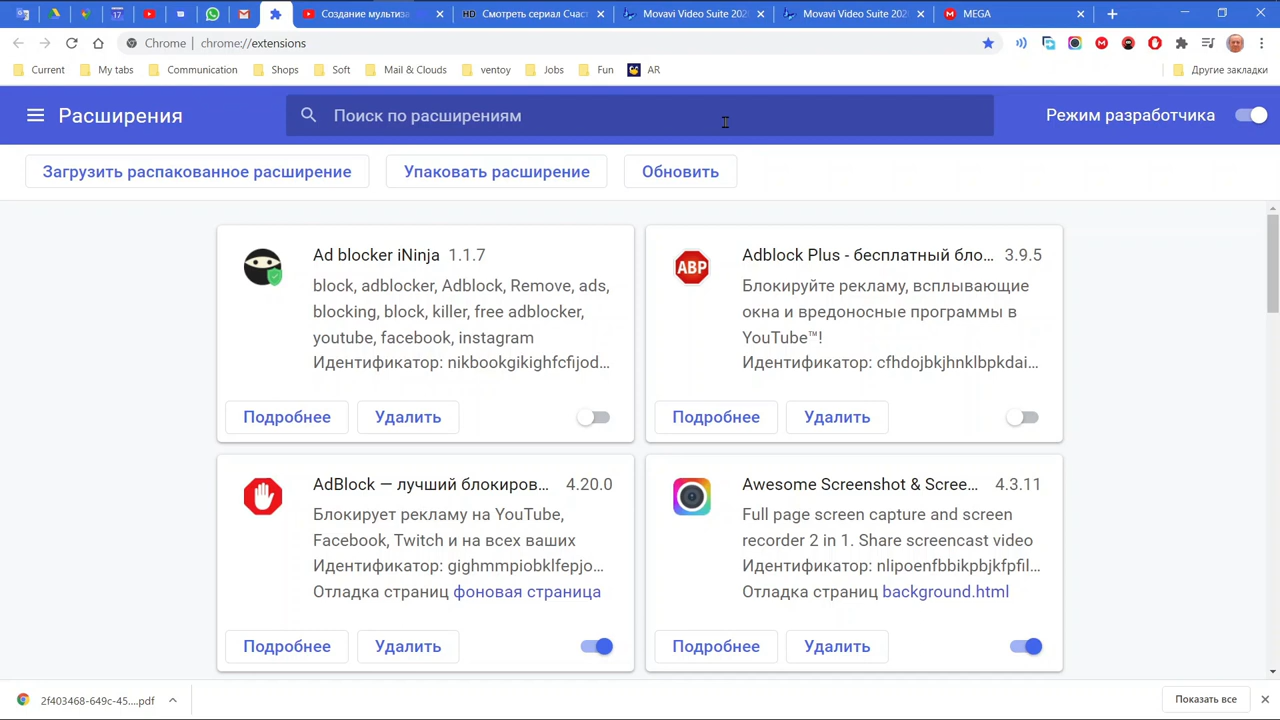 Создание мультиза
Смотреть сериал Счас
Movavi Video Suite 202
Movavi Video Suite 202
MEGA
Chrome | chrome://extensions
Current My tabs Communication Shops Soft Mail & Clouds ventoy Jobs Fun AR Другие закладки
Расширения
Поиск по расширениям
Режим разработчика
Загрузить распакованное расширение
Упаковать расширение
Обновить
Ad blocker iNinja 1.1.7
block, adblocker, Adblock, Remove, ads,
blocking, block, killer, free adblocker,
youtube, facebook, instagram
Идентификатор: nikbookgikighfcfijod...
Подробнее Удалить
Adblock Plus - бесплатный бло... 3.9.5
Блокируйте рекламу, всплывающие
окна и вредоносные программы в
YouTube™!
Идентификатор: cfhdojbkjhnklbpkdai...
Подробнее Удалить
AdBlock — лучший блокиров... 4.20.0
Блокирует рекламу на YouTube,
Facebook, Twitch и на всех ваших
Идентификатор: gighmmpiobklfepjo...
Отладка страниц фоновая страница
Подробнее Удалить
Awesome Screenshot & Scree... 4.3.11
Full page screen capture and screen
recorder 2 in 1. Share screencast video
Идентификатор: nlipoenfbbikpbjkfpfil...
Отладка страниц background.html
Подробнее Удалить
2f403468-649c-45....pdf
Показать все